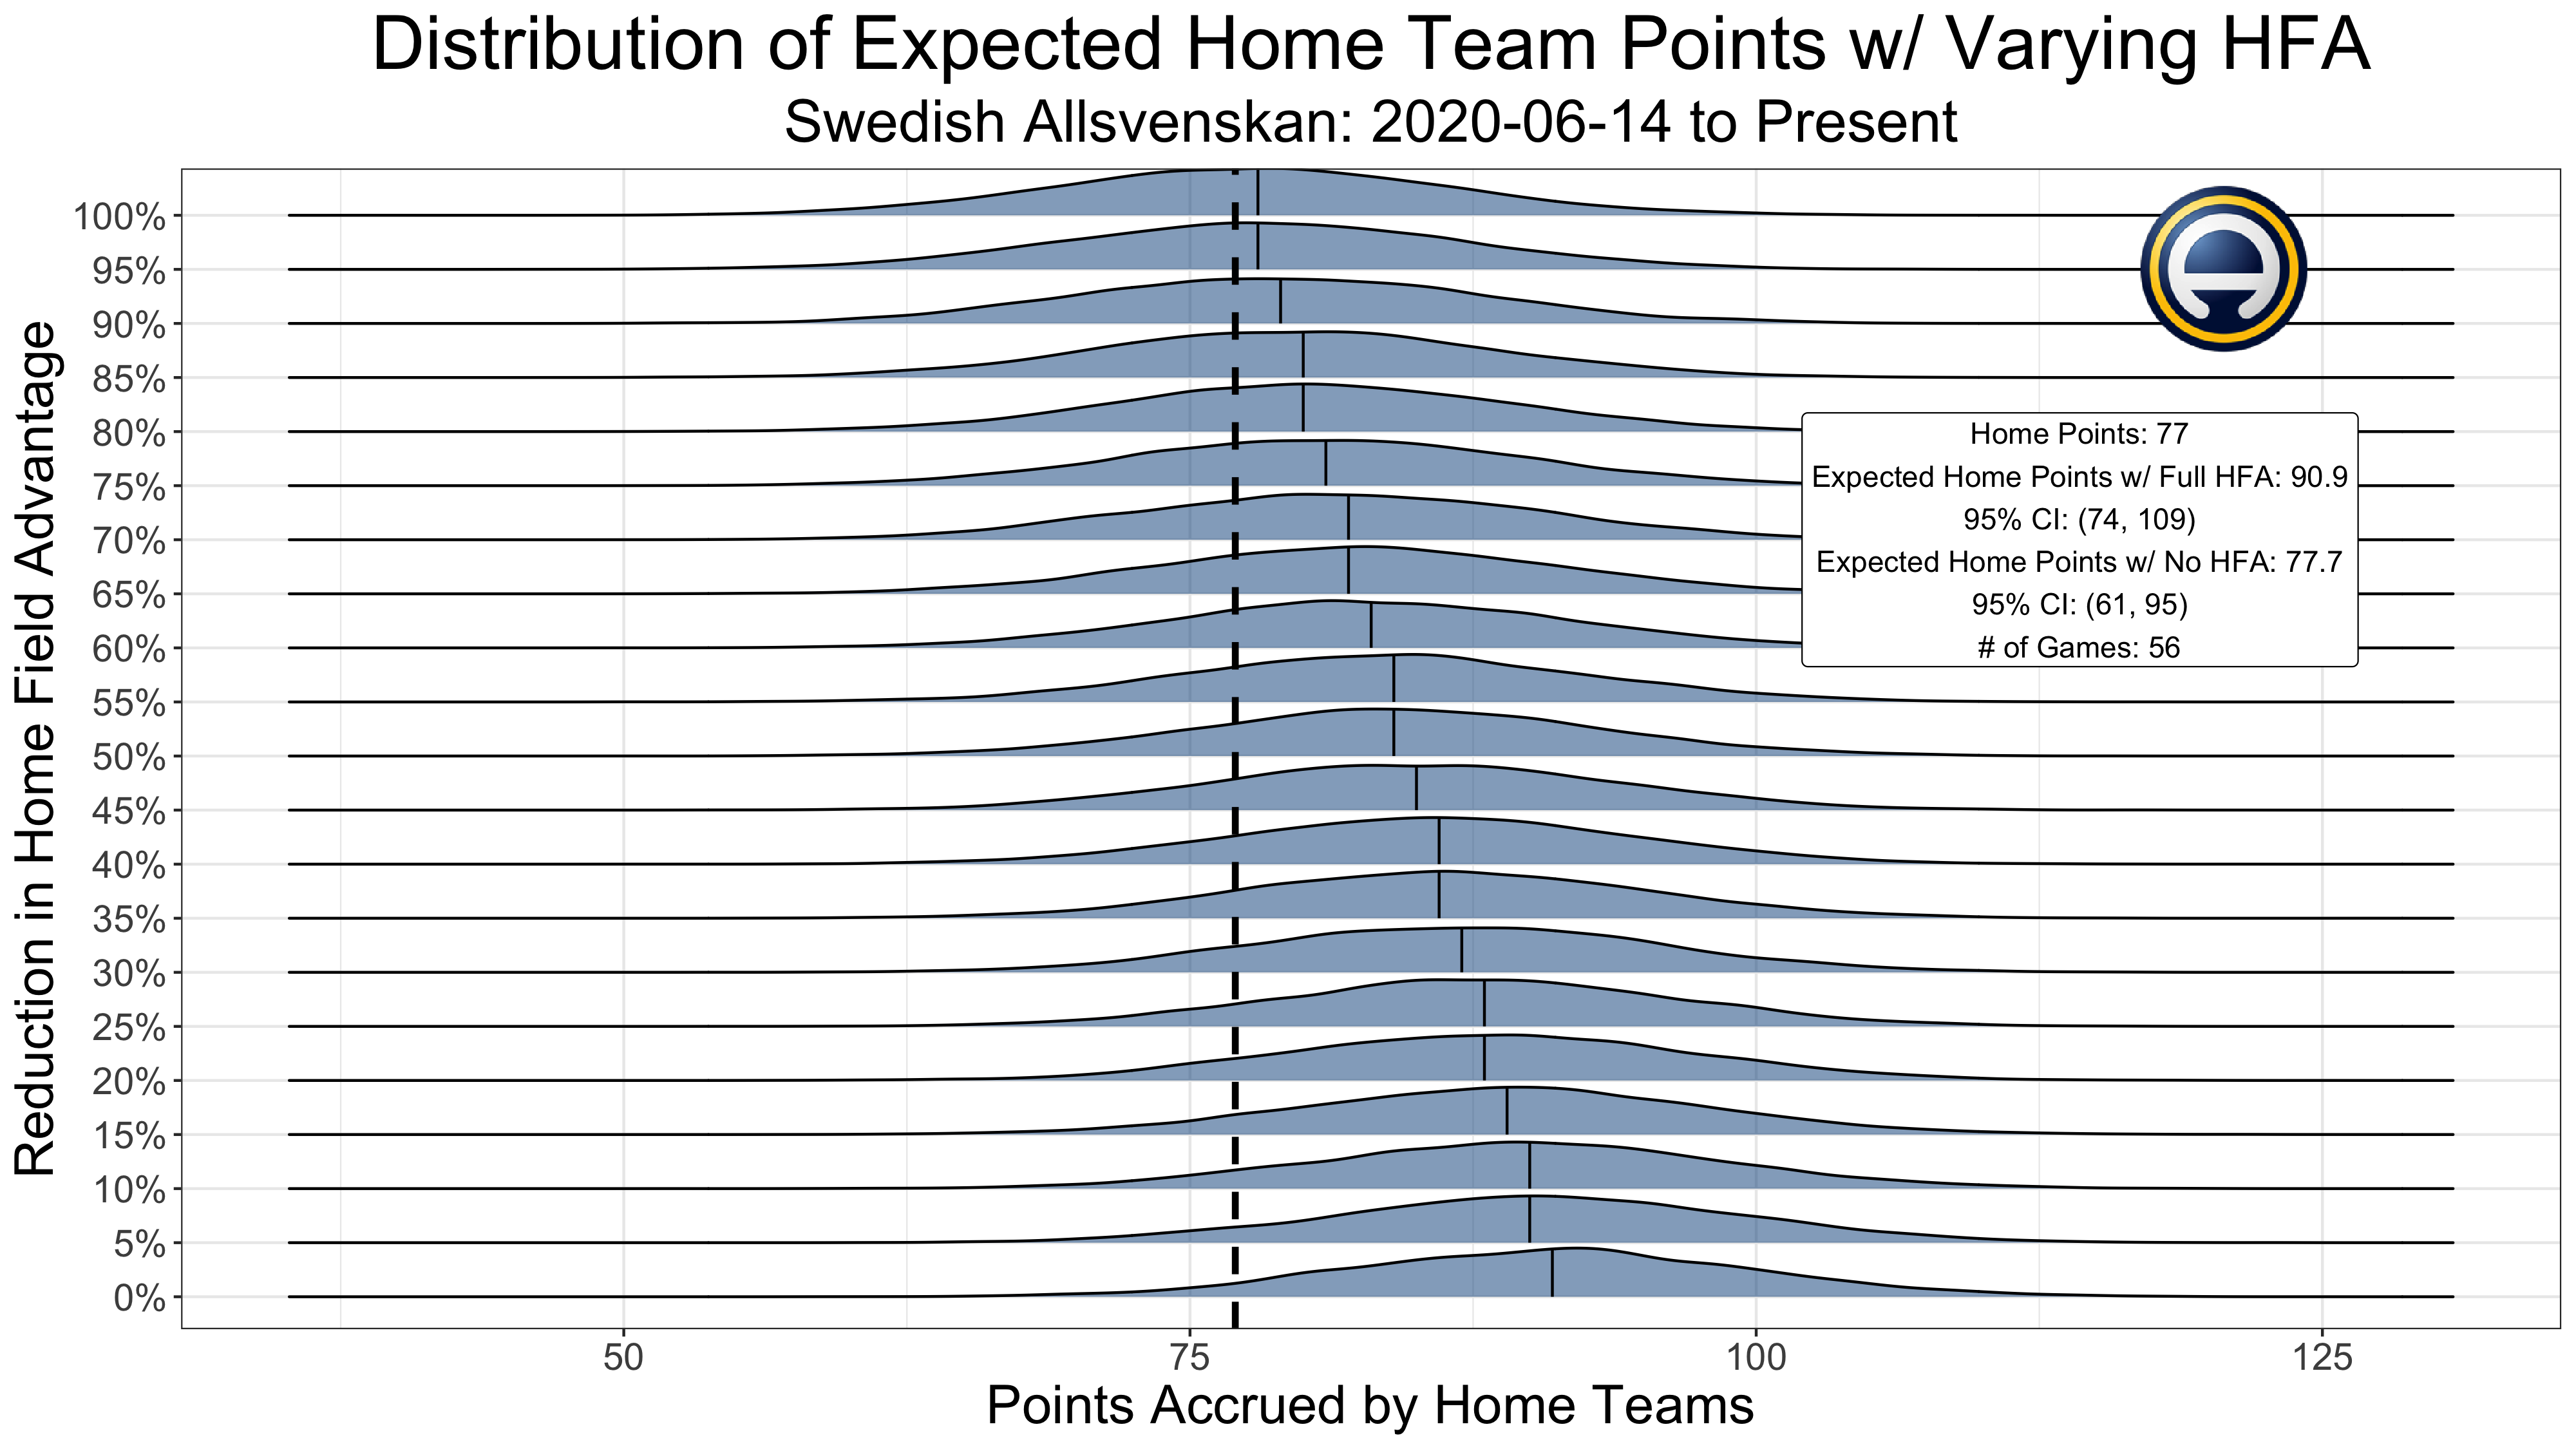 Distribution of Expected Home Team Points w/ Varying HFA
Swedish Allsvenskan: 2020-06-14 to Present
Reduction in Home Field Advantage
100%
95%
90%
85%
80%
75%
70%
65%
60%
55%
50%
45%
40%
35%
30%
25%
20%
15%
10%
5%
0%
Home Points: 77
Expected Home Points w/ Full HFA: 90.9
95% CI: (74, 109)
Expected Home Points w/ No HFA: 77.7
95% CI: (61, 95)
# of Games: 56
50 75 100 125
Points Accrued by Home Teams